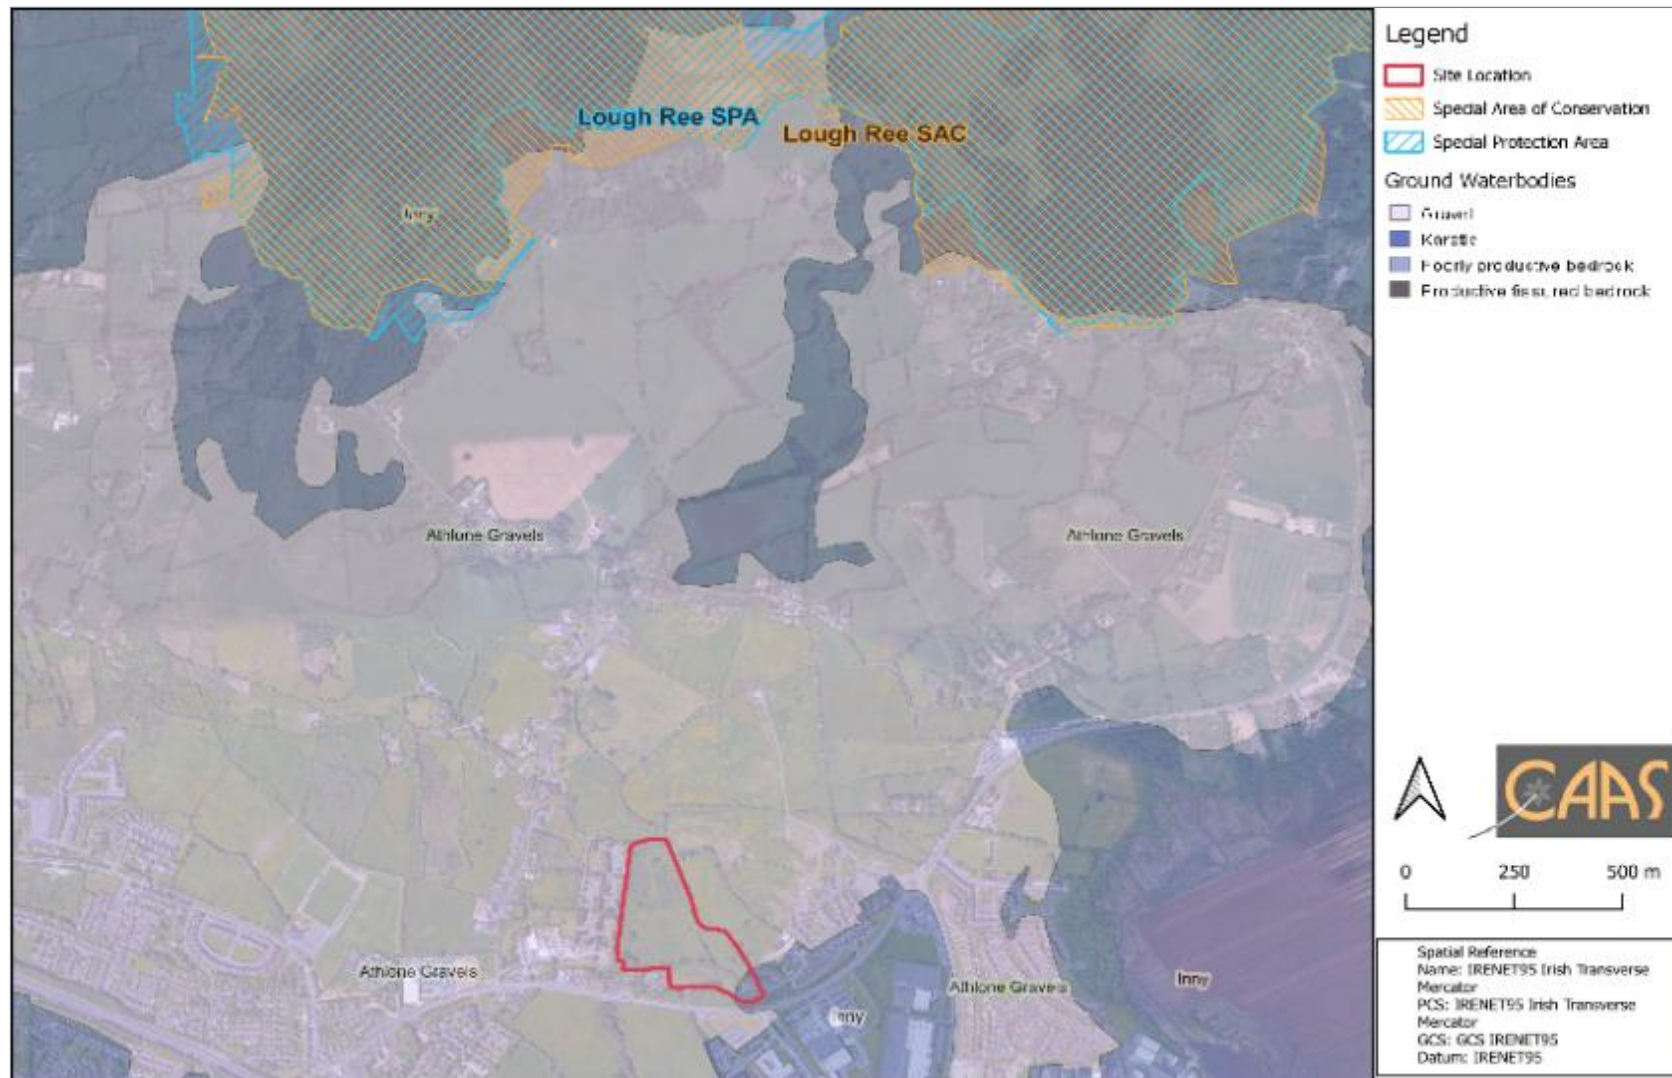 Lough Ree SPA
Lough Ree SAC
Inny
Athlone Gravels
Athlone Gravels
Athlone Gravels
Athlone Gravels
Inny
Inny
Legend
Site Location
Special Area of Conservation
Special Protection Area
Ground Waterbodies
Gravel
Karstic
Poorly productive bedrock
Productive fissured bedrock
CAAS
0 250 500 m
Spatial Reference
Name: IRENET95 Irish Transverse
Mercator
PCS: IRENET95 Irish Transverse
Mercator
GCS: GCS IRENET95
Datum: IRENET95